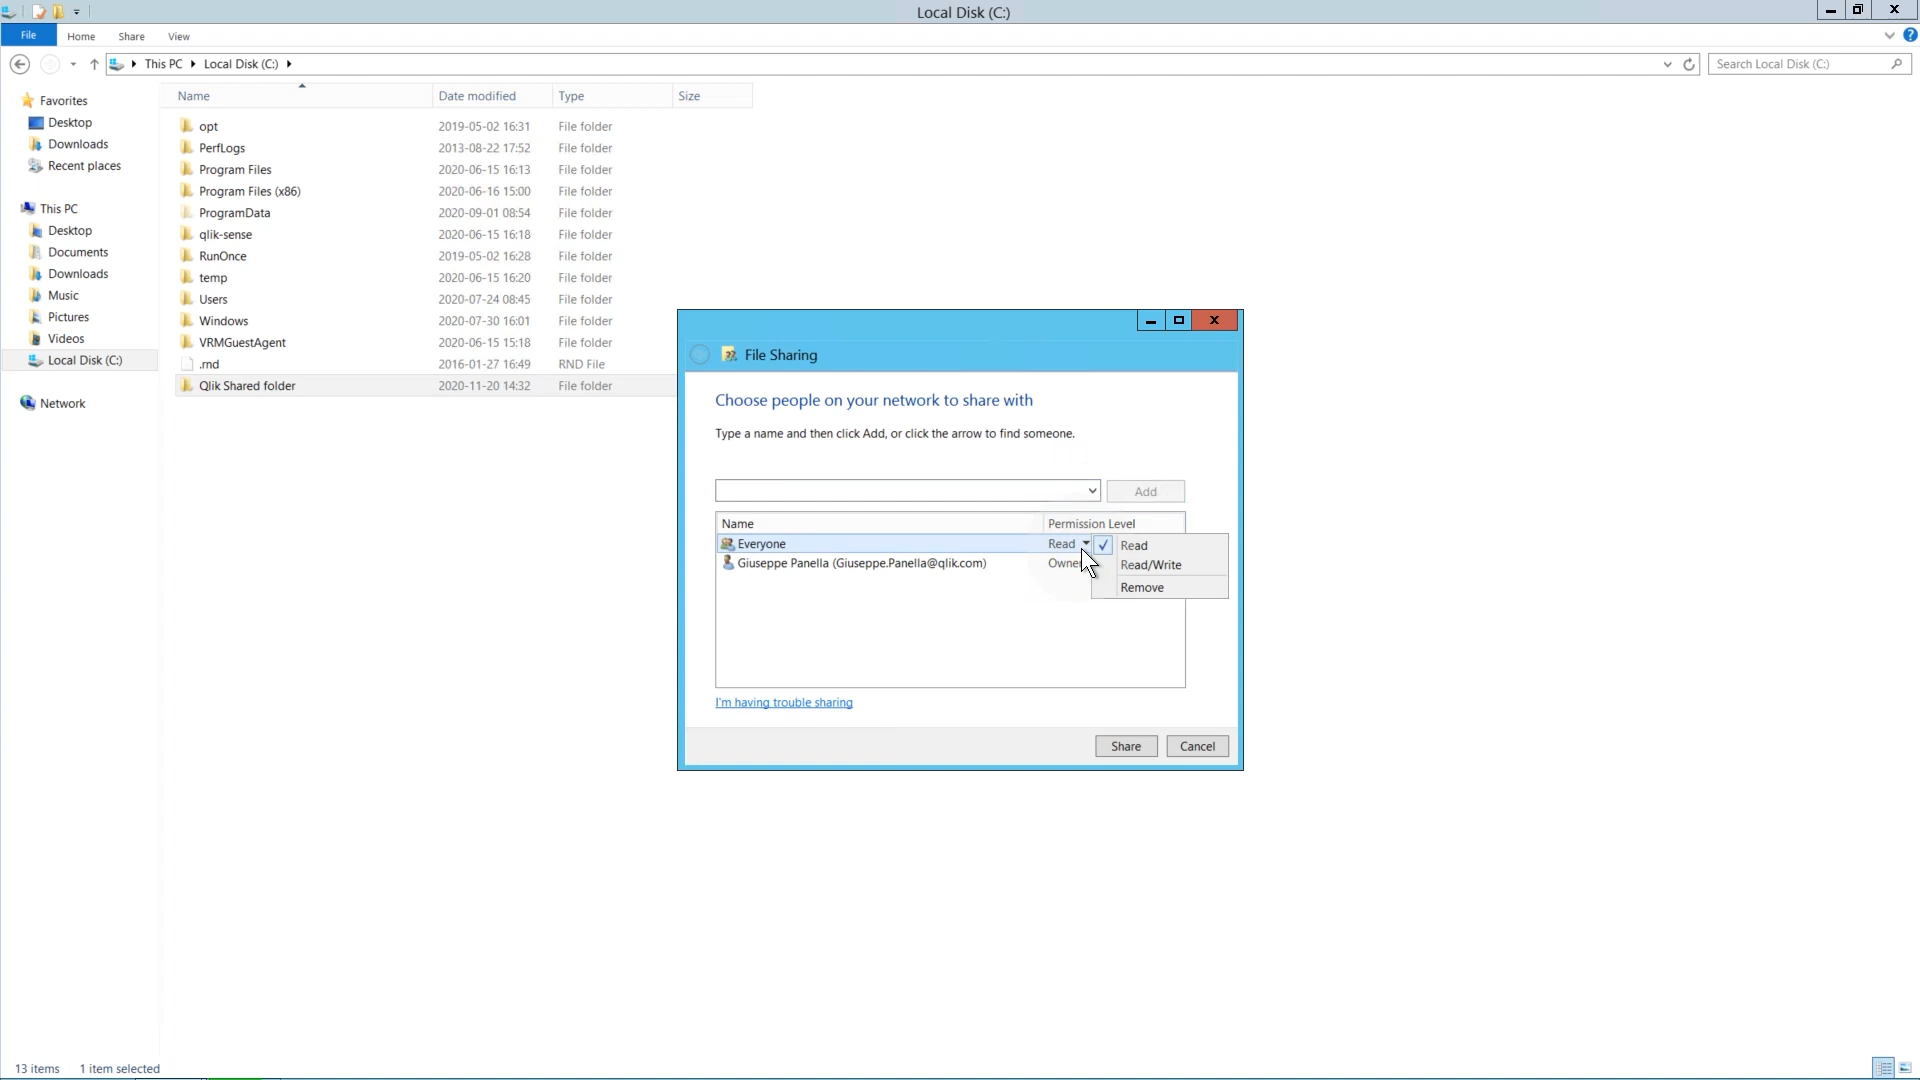 Local Disk (C:)
File Home Share View
This PC Local Disk (C:) Search Local Disk (C:)
Favorites
Desktop
Downloads
Recent places
This PC
Desktop
Documents
Downloads
Music
Pictures
Videos
Local Disk (C:)
Network
Name Date modified Type Size
opt 2019-05-02 16:31 File folder
PerfLogs 2013-08-22 17:52 File folder
Program Files 2020-06-15 16:13 File folder
Program Files (x86) 2020-06-16 15:00 File folder
ProgramData 2020-09-01 08:54 File folder
qlik-sense 2020-06-15 16:18 File folder
RunOnce 2019-05-02 16:28 File folder
temp 2020-06-15 16:20 File folder
Users 2020-07-24 08:45 File folder
Windows 2020-07-30 16:01 File folder
VRMGuestAgent 2020-06-15 15:18 File folder
.rnd 2016-01-27 16:49 RND File
Qlik Shared folder 2020-11-20 14:32 File folder
File Sharing
Choose people on your network to share with
Type a name and then click Add, or click the arrow to find someone.
Add
Name Permission Level
Everyone Read
Giuseppe Panella (Giuseppe.Panella@qlik.com) Owner
Read
Read/Write
Remove
I'm having trouble sharing
Share Cancel
13 items 1 item selected